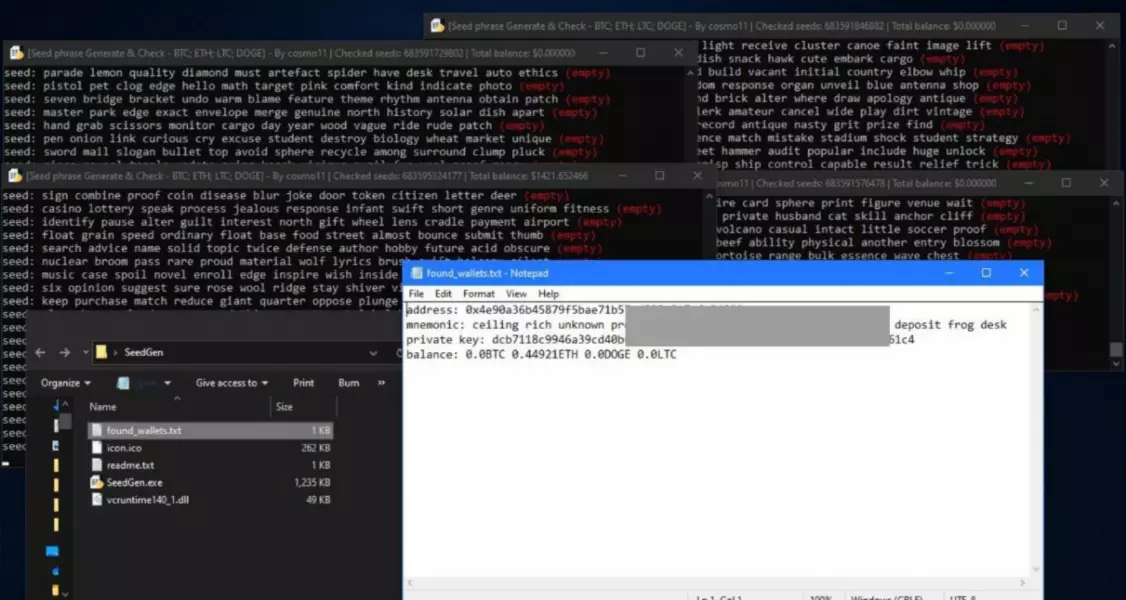 [Seed phrase Generate & Check - BTC; ETH; LTC; DOGE] - By cosmo11 | Checked seeds: 683591846882 | Total balance: $0.000000
light receive cluster canoe faint image lift (empty)
dish snack hawk cute embark cargo (empty)
build vacant initial country elbow whip (empty)
response organ unveil blue antenna shop (empty)
brick alter where draw apology antique (empty)
amateur cancel wide play dirt vintage (empty)
record antique nasty grit prize find (empty)
match mistake stadium shock student strategy (empty)
hammer audit popular include huge unlock (empty)
ship control capable result relief trick (empty)
[Seed phrase Generate & Check - BTC; ETH; LTC; DOGE] - By cosmo11 | Checked seeds: 683591729802 | Total balance: $0.000000
seed: parade lemon quality diamond must artefact spider have desk travel auto ethics (empty)
seed: pistol pet clog edge hello math target pink comfort kind indicate photo (empty)
seed: seven bridge bracket undo warm blame feature theme rhythm antenna obtain patch (empty)
seed: master park edge exact envelope merge genuine north history solar dish apart (empty)
seed: hand grab scissors monitor cargo day year wood vague ride rude patch (empty)
seed: pen onion link curious cry excuse student destroy biology wheat market unique (empty)
seed: sword mail slogan bullet top avoid sphere recycle among surround clump pluck (empty)
[Seed phrase Generate & Check - BTC; ETH; LTC; DOGE] - By cosmo11 | Checked seeds: 683595324177 | Total balance: $1421.652466
seed: sign combine proof coin disease blur joke door token citizen letter deer (empty)
seed: casino lottery speak process jealous response infant swift short genre uniform fitness (empty)
seed: identify pause alter guilt interest north gift wheel lens cradle payment airport (empty)
seed: float grain speed ordinary float base food street almost bounce submit thumb (empty)
seed: search advice name solid topic twice defense author hobby future acid obscure (empty)
seed: nuclear broom pass rare proud material wolf lyrics
seed: music case spoil novel enroll edge inspire wish inside
seed: six opinion suggest sure rose wool ridge stay shiver
seed: keep purchase match reduce giant quarter oppose plunge
seed
seed
seed
seed
seed
seed
seed
seed
cosmo11 | Checked seeds: 683591576478 | Total balance: $0.000000
card sphere print figure venue wait (empty)
private husband cat skill anchor cliff (empty)
volcano casual intact little soccer proof (empty)
beef ability physical another entry blossom (empty)
tortoise range bulk essence wave chest (empty)
(empty)
SeedGen
Organize
Give access to
Print
Burn
»
Name
Size
found_wallets.txt
1 KB
icon.ico
262 KB
readme.txt
1 KB
SeedGen.exe
1,235 KB
vcruntime140_1.dll
49 KB
found_wallets.txt - Notepad
File Edit Format View Help
address: 0x4e90a36b45879f5bae71b5
mnemonic: ceiling rich unknown deposit frog desk
private key: dcb7118c9946a39cd40b 61c4
balance: 0.0BTC 0.44921ETH 0.0DOGE 0.0LTC